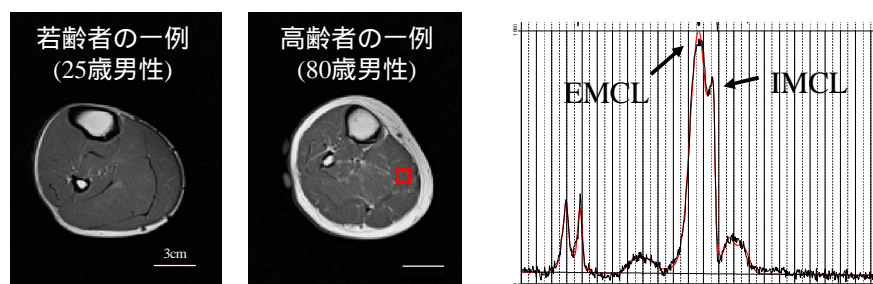 若齢者の一例
(25歳男性)
3cm
高齢者の一例
(80歳男性)
EMCL
IMCL